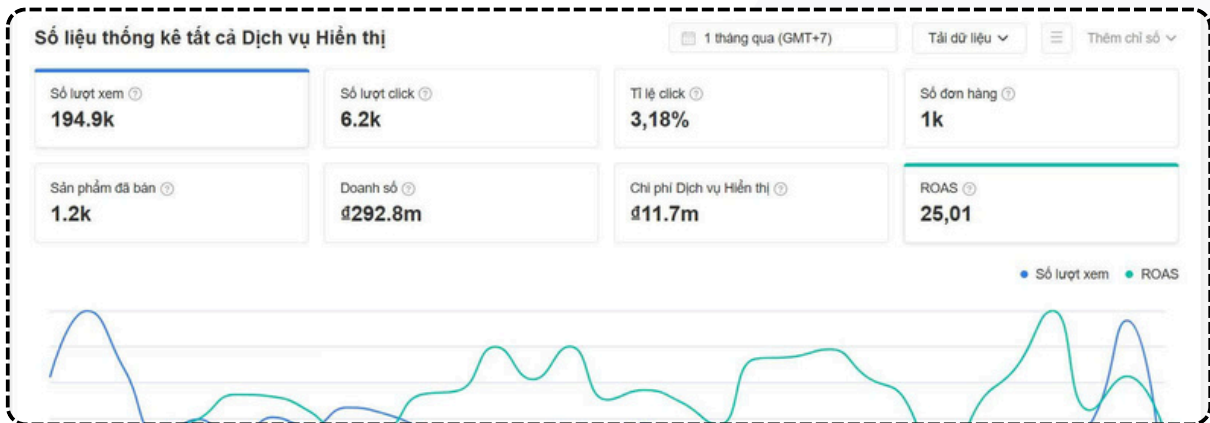 Số liệu thống kê tất cả Dịch vụ Hiển thị
1 tháng qua (GMT+7)
Tải dữ liệu
Thêm chỉ số
Số lượt xem
194.9k
Số lượt click
6.2k
Tỉ lệ click
3,18%
Số đơn hàng
1k
Sản phẩm đã bán
1.2k
Doanh số
₫292.8m
Chi phí Dịch vụ Hiển thị
₫11.7m
ROAS
25,01
Số lượt xem
ROAS